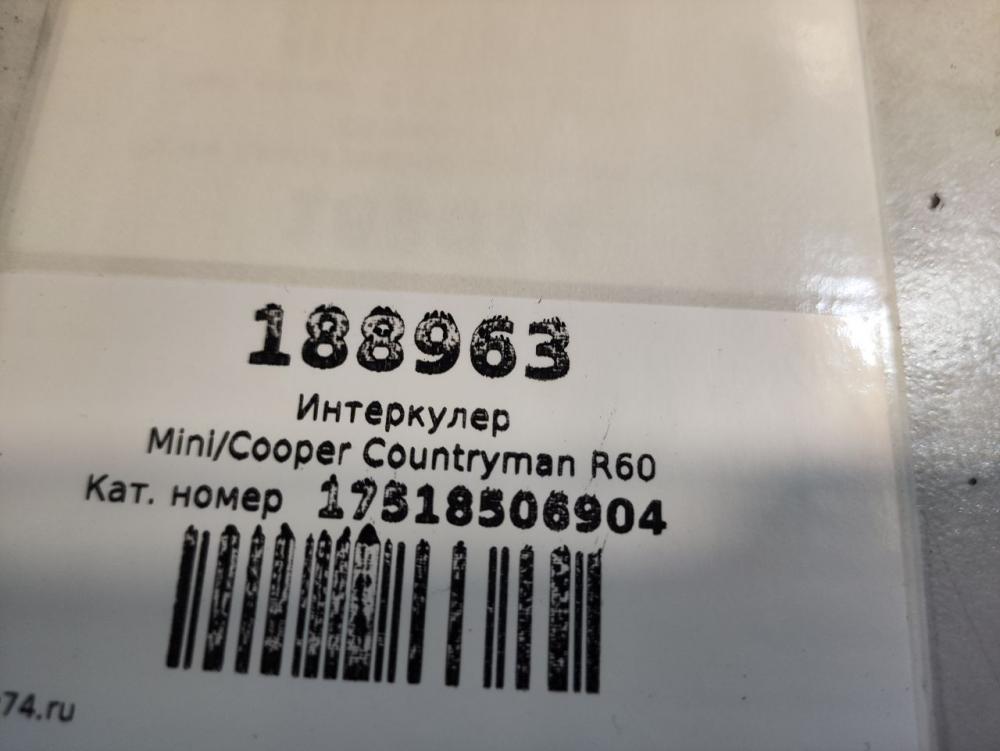 188963
Интеркулер
Mini/Cooper Countryman R60
Кат. номер 17518506904
74.ru